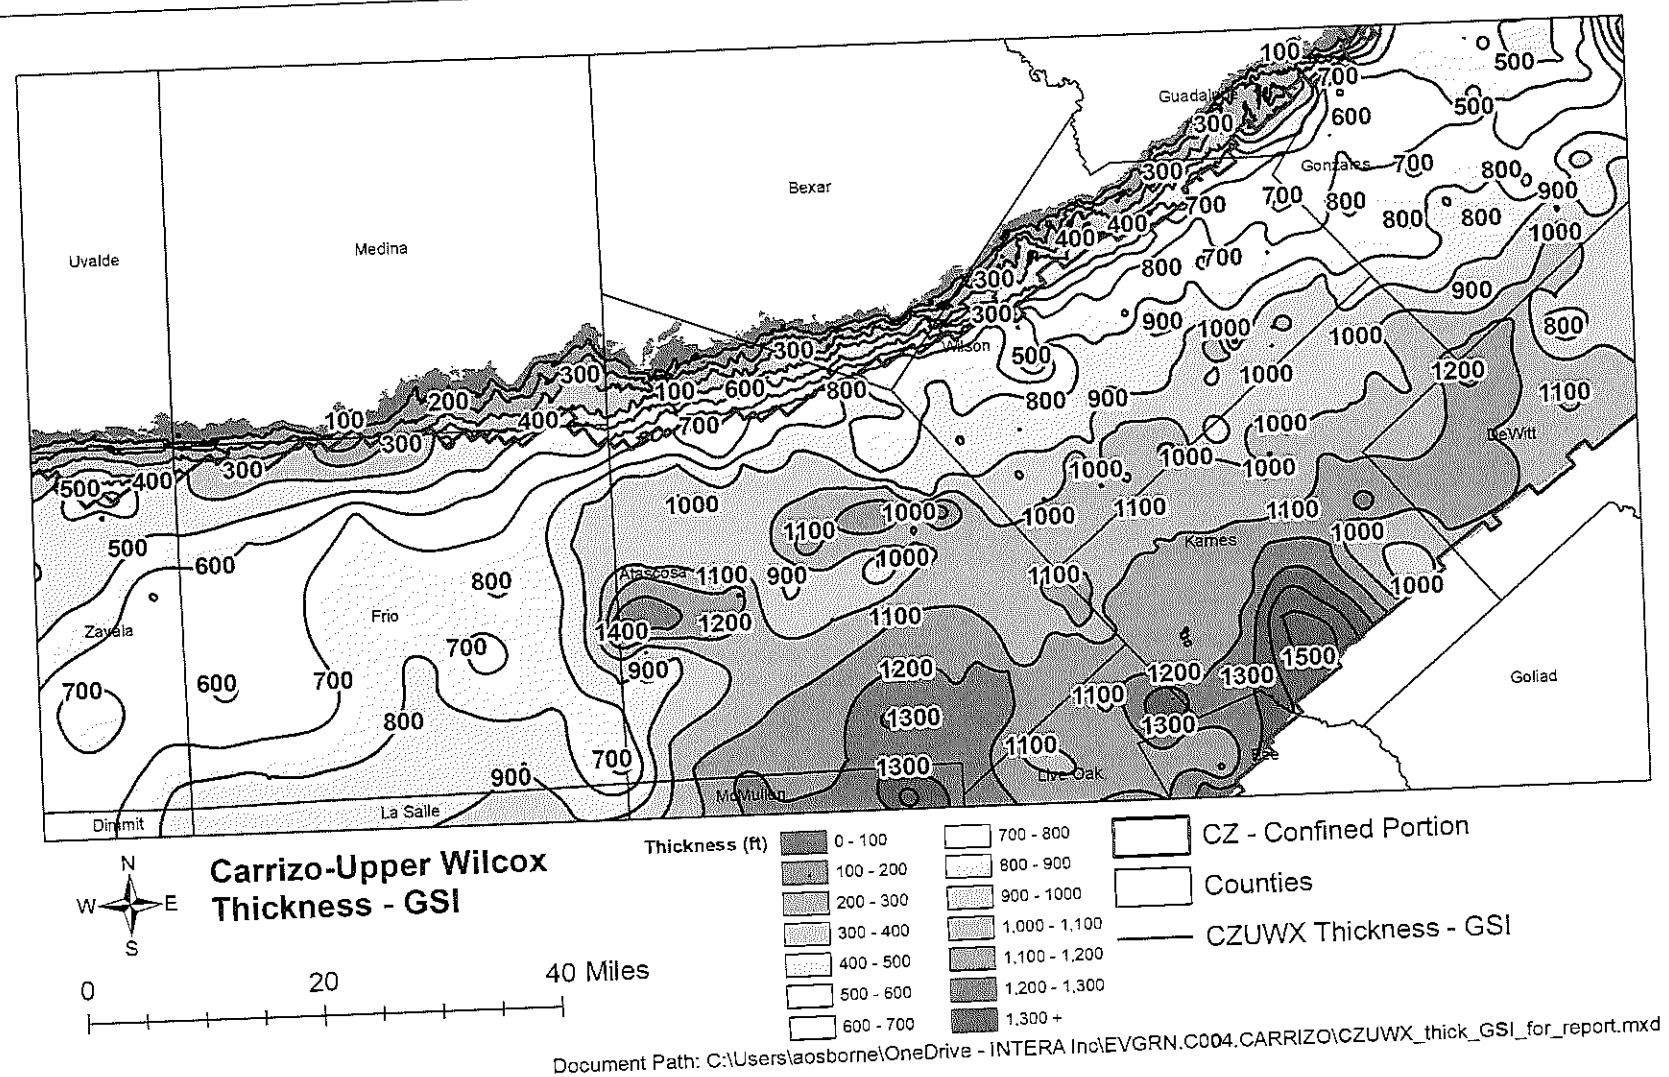 100
500
700
Guadalupe
300
600
500
Gonzales
700
800
300
700
800
900
Bexar
700
800
800
400
400
1000
Medina
Uvalde
700
800
300
900
300
900
1000
1000
800
Wilson
500
300
300
1200
1000
100
600
800
1100
200
800
900
100
400
700
1000
DeWitt
300
300
400
1000
1000
1000
500
1000
1100
1000
1000
1100
1100
1000
500
Karnes
600
1000
Atascosa
1100
900
1100
1000
800
Frio
1400
1200
1100
Zavala
700
1500
900
1200
1200
1300
Goliad
700
600
700
1100
800
1300
1300
700
1100
Bee
900
1300
Live Oak
McMullen
La Salle
Dimmit
N
W E
S
Carrizo-Upper Wilcox
Thickness - GSI
0 20 40 Miles
Thickness (ft)
0 - 100
100 - 200
200 - 300
300 - 400
400 - 500
500 - 600
600 - 700
700 - 800
800 - 900
900 - 1000
1,000 - 1,100
1,100 - 1,200
1,200 - 1,300
1,300 +
CZ - Confined Portion
Counties
CZUWX Thickness - GSI
Document Path: C:\Users\aosborne\OneDrive - INTERA Inc\EVGRN.C004.CARRIZO\CZUWX_thick_GSI_for_report.mxd